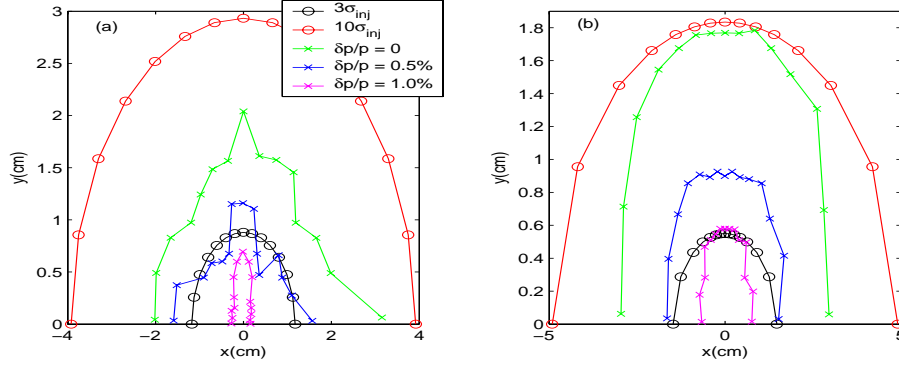 (a)
3σinj
10σinj
δp/p = 0
δp/p = 0.5%
δp/p = 1.0%
3
2.5
2
1.5
1
0.5
0
y(cm)
−4 −2 0 2 4
x(cm)
(b)
1.8
1.6
1.4
1.2
1
0.8
0.6
0.4
0.2
0
y(cm)
−5 0 5
x(cm)